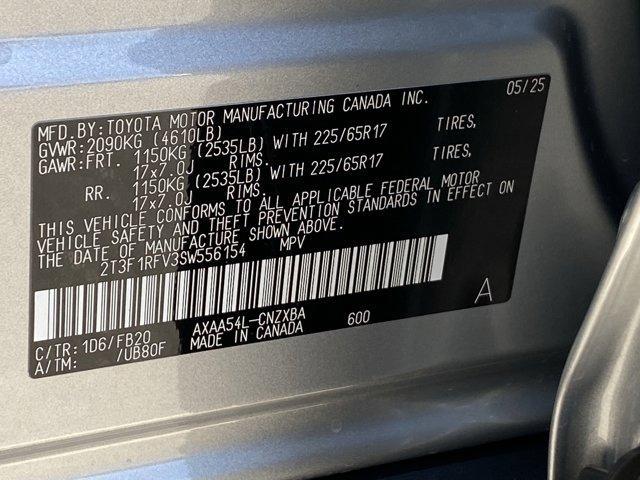 05/25
MFD.BY:TOYOTA MOTOR MANUFACTURING CANADA INC.
GVWR:2090KG (4610LB)
GAWR:FRT. 1150KG (2535LB) WITH 225/65R17 TIRES,
17x7.0J RIMS.
RR. 1150KG (2535LB) WITH 225/65R17 TIRES,
17x7.0J RIMS.
THIS VEHICLE CONFORMS TO ALL APPLICABLE FEDERAL MOTOR
VEHICLE SAFETY AND THEFT PREVENTION STANDARDS IN EFFECT ON
THE DATE OF MANUFACTURE SHOWN ABOVE.
2T3F1RFV3SW556154 MPV
A
C/TR:1D6/FB20 AXAA54L-CNZXBA 600
A/TM: /UB80F MADE IN CANADA